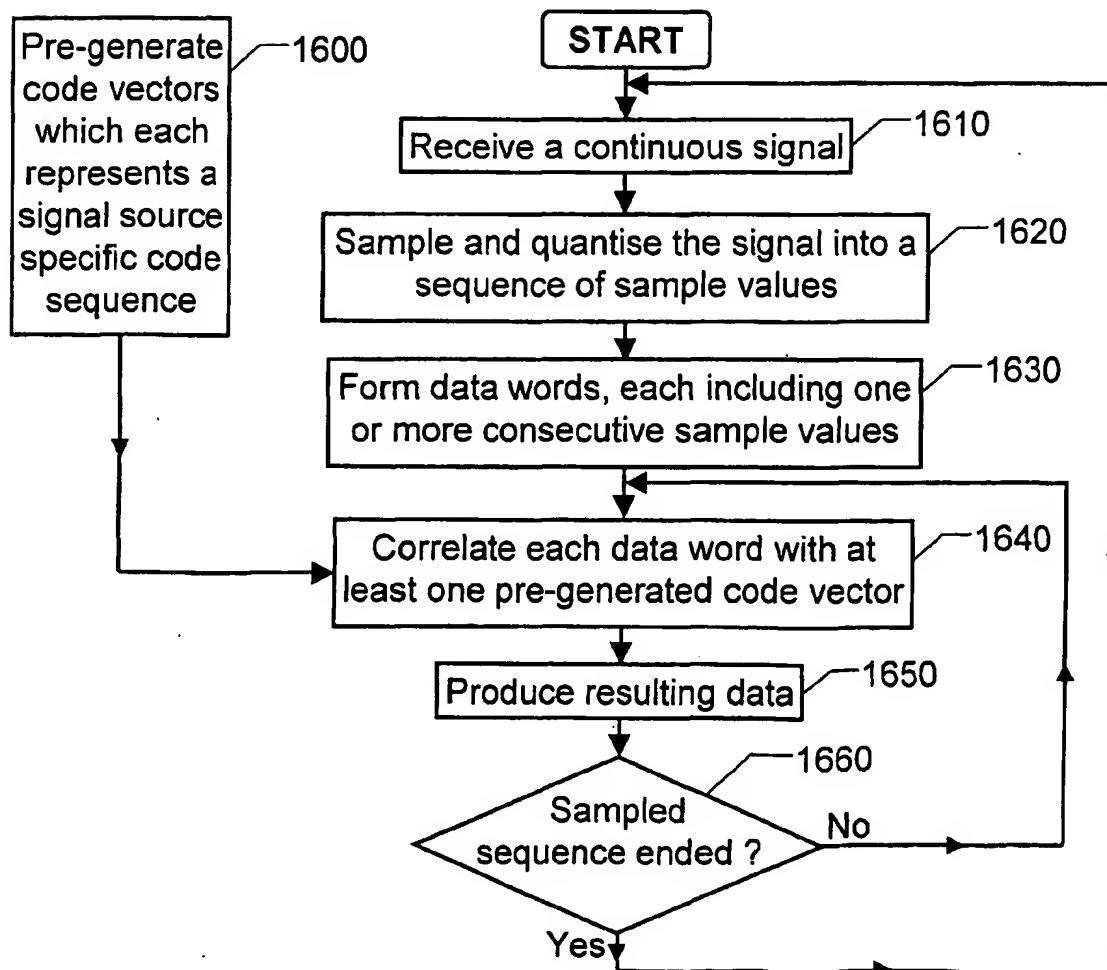 Pre-generate
code vectors
which each
represents a
signal source
specific code
sequence
1600
START
Receive a continuous signal
1610
Sample and quantise the signal into a
sequence of sample values
1620
Form data words, each including one
or more consecutive sample values
1630
Correlate each data word with at
least one pre-generated code vector
1640
Produce resulting data
1650
1660
Sampled
sequence ended ?
No
Yes